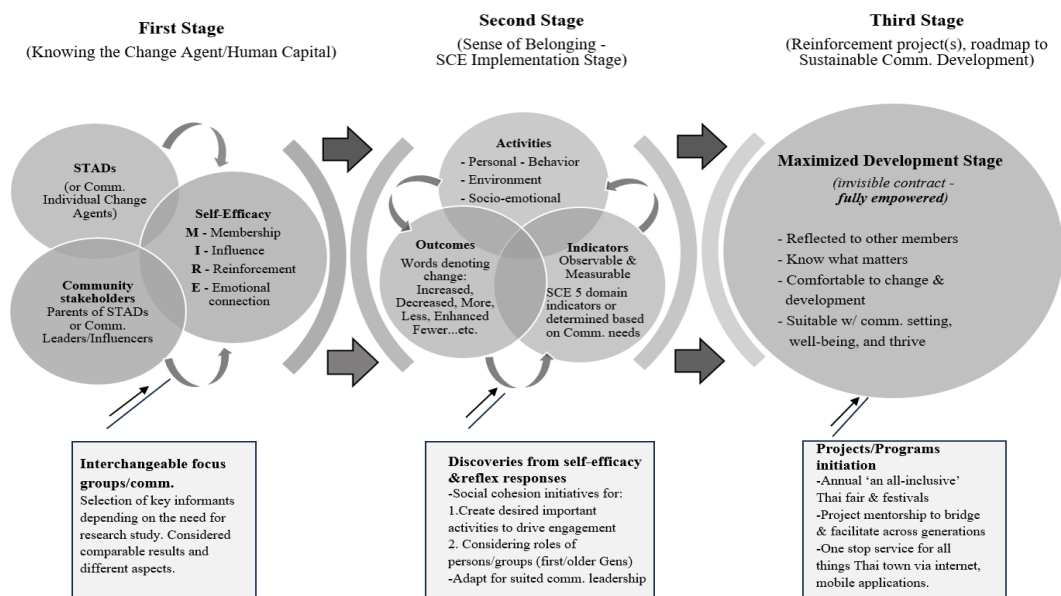 First Stage
(Knowing the Change Agent/Human Capital)
Second Stage
(Sense of Belonging -
SCE Implementation Stage)
Third Stage
(Reinforcement project(s), roadmap to
Sustainable Comm. Development)
STADs
(or Comm.
Individual Change
Agents)
Self-Efficacy
M - Membership
I - Influence
R - Reinforcement
E - Emotional
connection
Community
stakeholders
Parents of STADs
or Comm.
Leaders/Influencers
Activities
- Personal - Behavior
- Environment
- Socio-emotional
Outcomes
Words denoting
change:
Increased,
Decreased, More,
Less, Enhanced
Fewer...etc.
Indicators
Observable &
Measurable
SCE 5 domain
indicators or
determined based
on Comm. needs
Maximized Development Stage
(invisible contract -
fully empowered)
- Reflected to other members
- Know what matters
- Comfortable to change &
development
- Suitable w/ comm. setting,
well-being, and thrive
Interchangeable focus
groups/comm.
Selection of key informants
depending on the need for
research study. Considered
comparable results and
different aspects.
Discoveries from self-efficacy
&reflex responses
-Social cohesion initiatives for:
1.Create desired important
activities to drive engagement
2. Considering roles of
persons/groups (first/older Gens)
-Adapt for suited comm. leadership
Projects/Programs
initiation
-Annual ‘an all-inclusive’
Thai fair & festivals
-Project mentorship to bridge
& facilitate across generations
-One stop service for all
things Thai town via internet,
mobile applications.